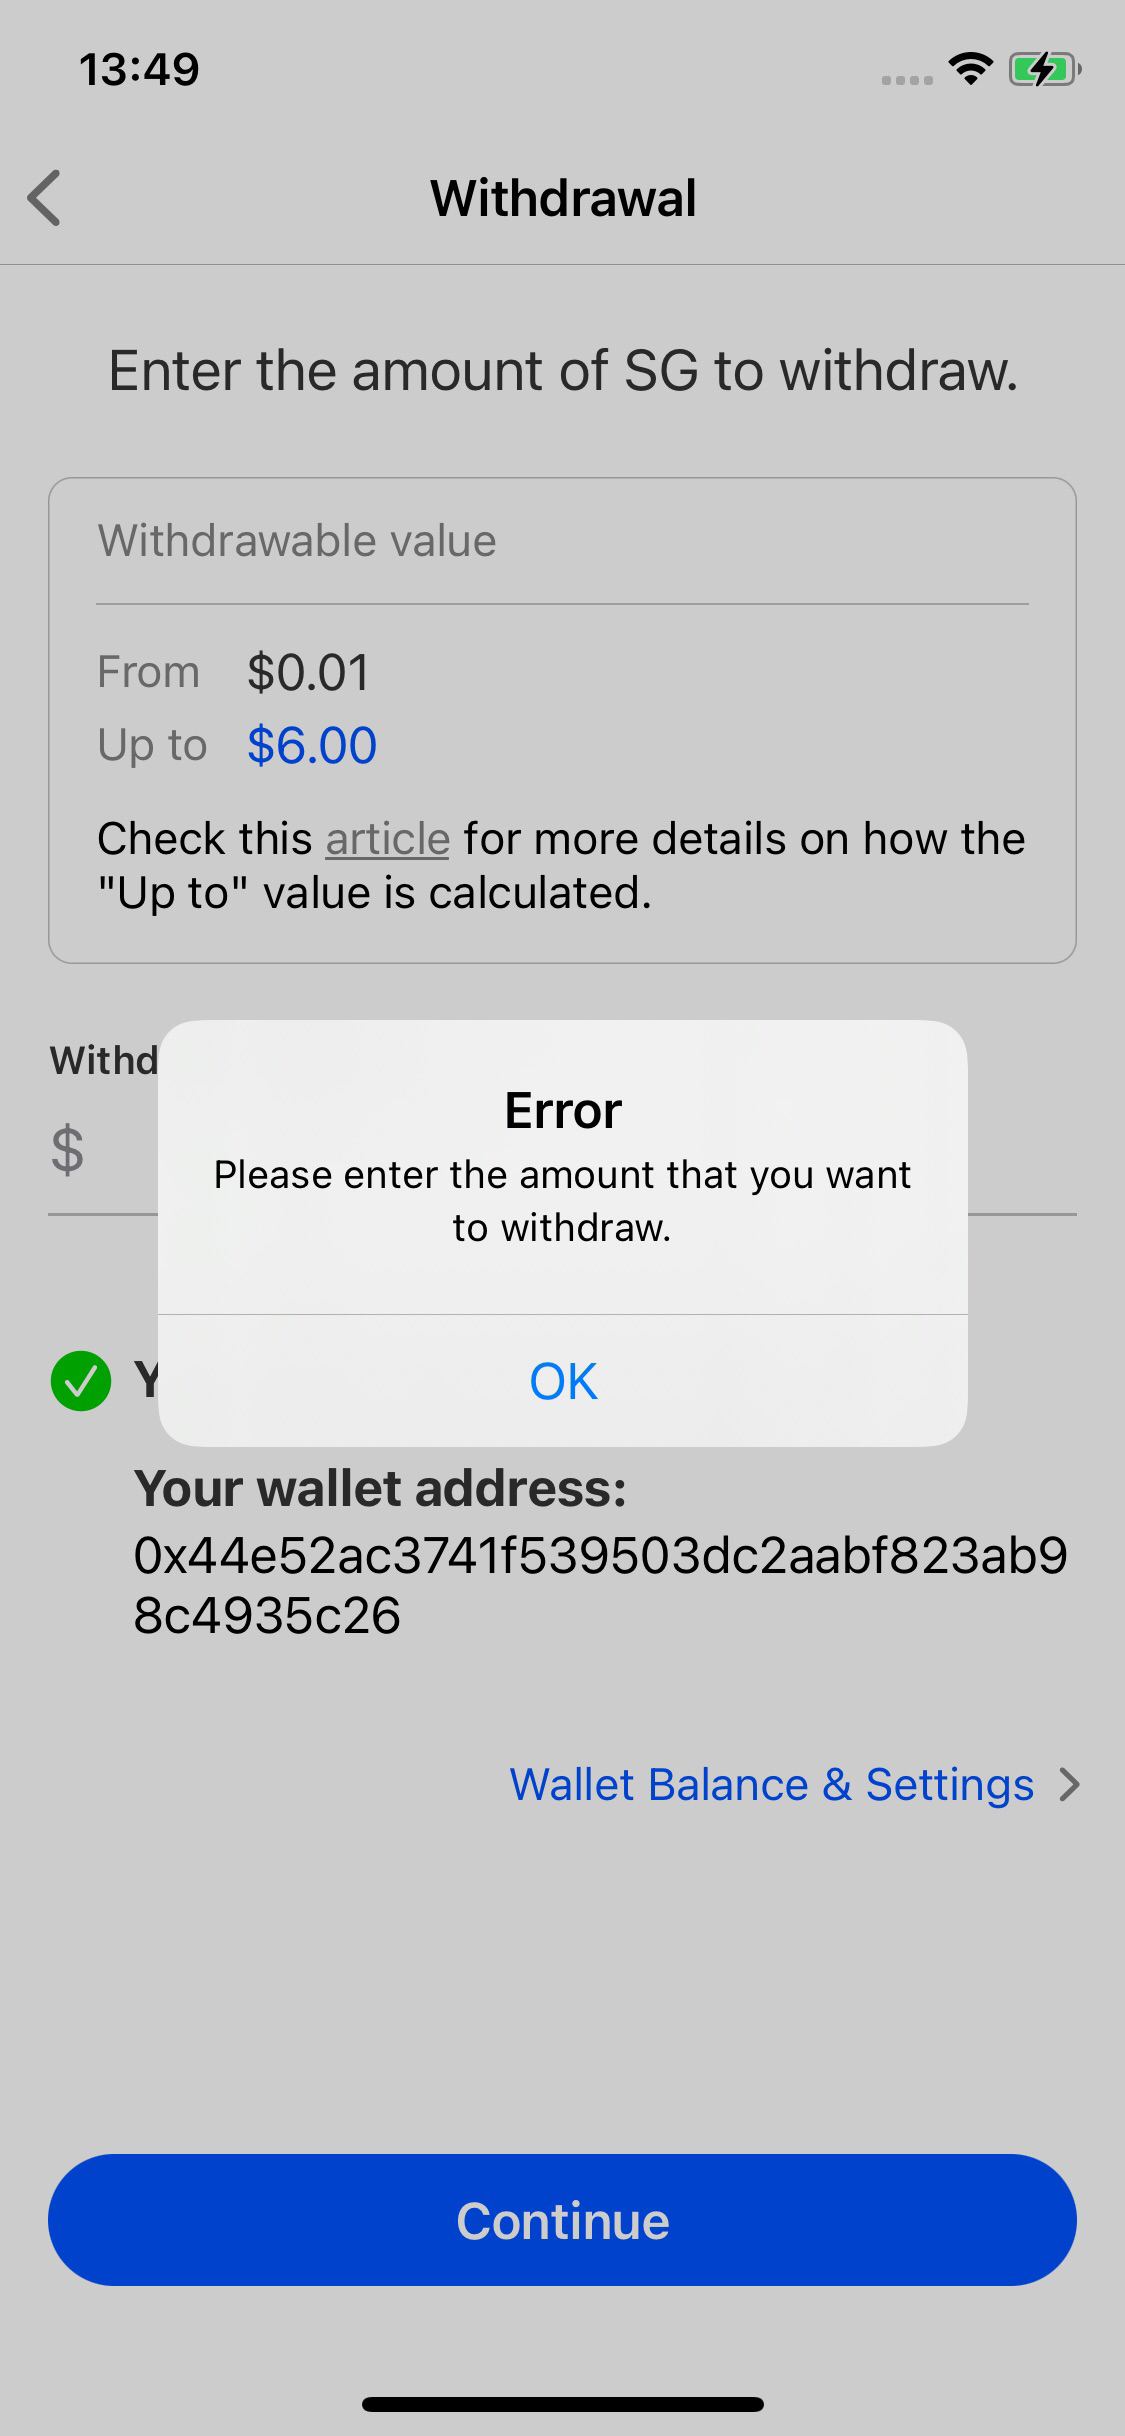 13:49
Withdrawal
Enter the amount of SG to withdraw.
Withdrawable value
From $0.01
Up to $6.00
Check this article for more details on how the
"Up to" value is calculated.
Withd
$
Error
Please enter the amount that you want
to withdraw.
OK
Y
Your wallet address:
0x44e52ac3741f539503dc2aabf823ab9
8c4935c26
Wallet Balance & Settings
Continue